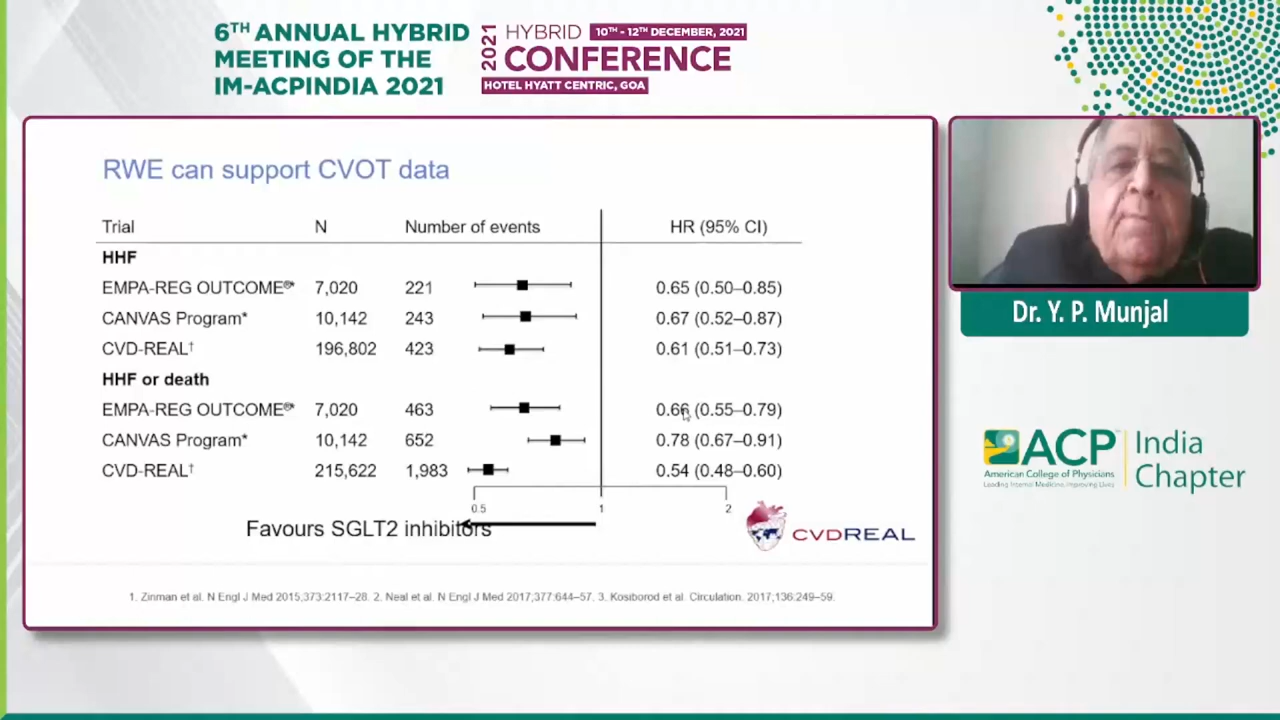 6TH ANNUAL HYBRID
MEETING OF THE
IM-ACPINDIA 2021
2021
HYBRID 10TH - 12TH DECEMBER, 2021
CONFERENCE
HOTEL HYATT CENTRIC, GOA
RWE can support CVOT data
Trial N Number of events HR (95% CI)
HHF
EMPA-REG OUTCOME®* 7,020 221 0.65 (0.50–0.85)
CANVAS Program* 10,142 243 0.67 (0.52–0.87)
CVD-REAL† 196,802 423 0.61 (0.51–0.73)
HHF or death
EMPA-REG OUTCOME®* 7,020 463 0.66 (0.55–0.79)
CANVAS Program* 10,142 652 0.78 (0.67–0.91)
CVD-REAL† 215,622 1,983 0.54 (0.48–0.60)
0.5 1 2
Favours SGLT2 inhibitors
CVDREAL
1. Zinman et al. N Engl J Med 2015;373:2117–28. 2. Neal et al. N Engl J Med 2017;377:644–57. 3. Kosiborod et al. Circulation. 2017;136:249–59.
Dr. Y. P. Munjal
ACP
American College of Physicians
Leading Internal Medicine, Improving Lives
India
Chapter